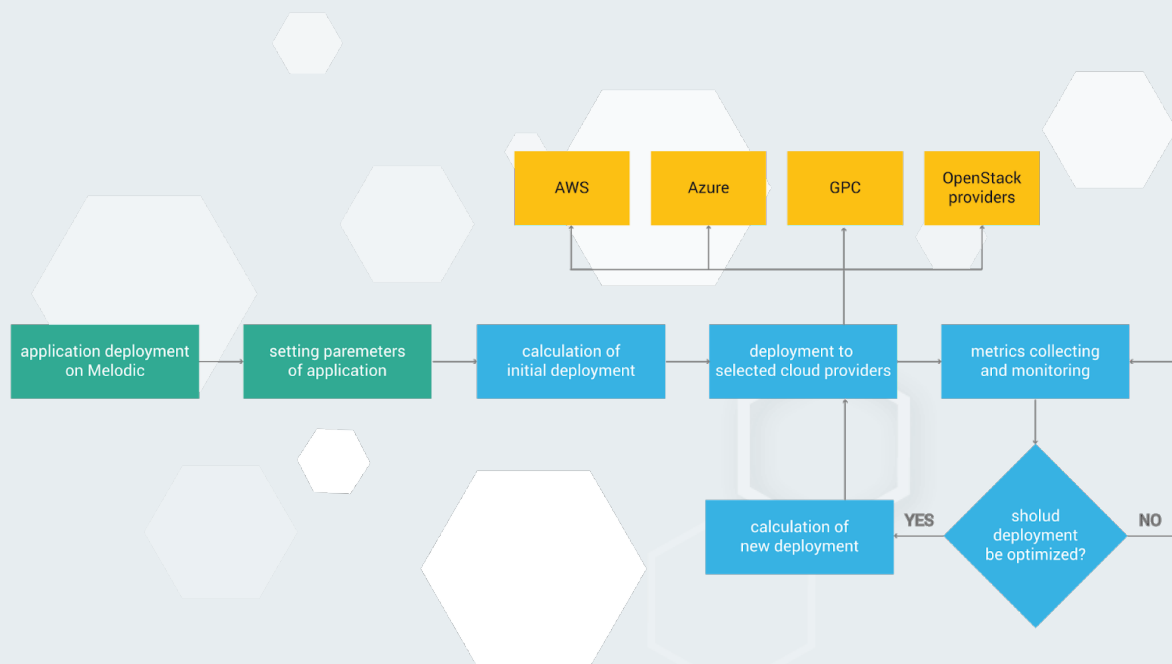 AWS
Azure
GPC
OpenStack
providers
application deployment
on Melodic
setting paremeters
of application
calculation of
initial deployment
deployment to
selected cloud providers
metrics collecting
and monitoring
calculation of
new deployment
YES
sholud
deployment
be optimized?
NO